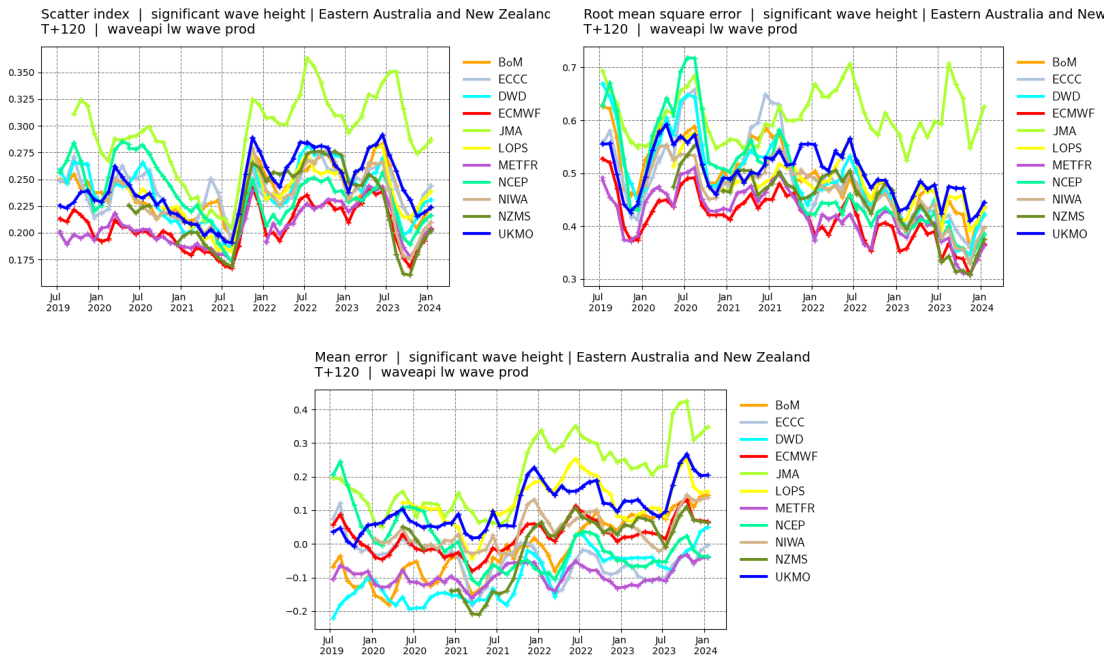 Scatter index | significant wave height | Eastern Australia and New Zealanc
T+120 | waveapi lw wave prod
0.350
0.325
0.300
0.275
0.250
0.225
0.200
0.175
Jul Jan Jul Jan Jul Jan Jul Jan Jul Jan
2019 2020 2020 2021 2021 2022 2022 2023 2023 2024
BoM
ECCC
DWD
ECMWF
JMA
LOPS
METFR
NCEP
NIWA
NZMS
UKMO
Root mean square error | significant wave height | Eastern Australia and New
T+120 | waveapi lw wave prod
0.7
0.6
0.5
0.4
0.3
Jul Jan Jul Jan Jul Jan Jul Jan Jul Jan
2019 2020 2020 2021 2021 2022 2022 2023 2023 2024
BoM
ECCC
DWD
ECMWF
JMA
LOPS
METFR
NCEP
NIWA
NZMS
UKMO
Mean error | significant wave height | Eastern Australia and New Zealand
T+120 | waveapi lw wave prod
0.4
0.3
0.2
0.1
0.0
−0.1
−0.2
Jul Jan Jul Jan Jul Jan Jul Jan Jul Jan
2019 2020 2020 2021 2021 2022 2022 2023 2023 2024
BoM
ECCC
DWD
ECMWF
JMA
LOPS
METFR
NCEP
NIWA
NZMS
UKMO